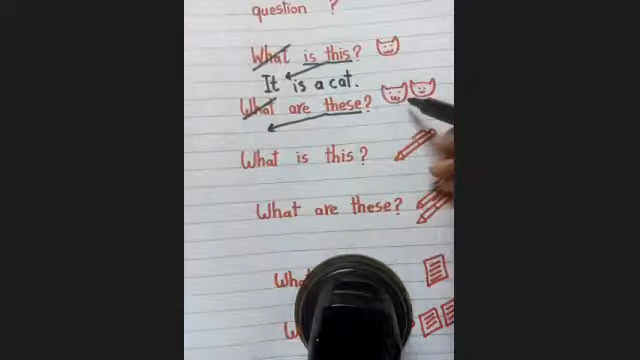 question ?
What is this?
It is a cat.
What are these?
What is this?
What are these?